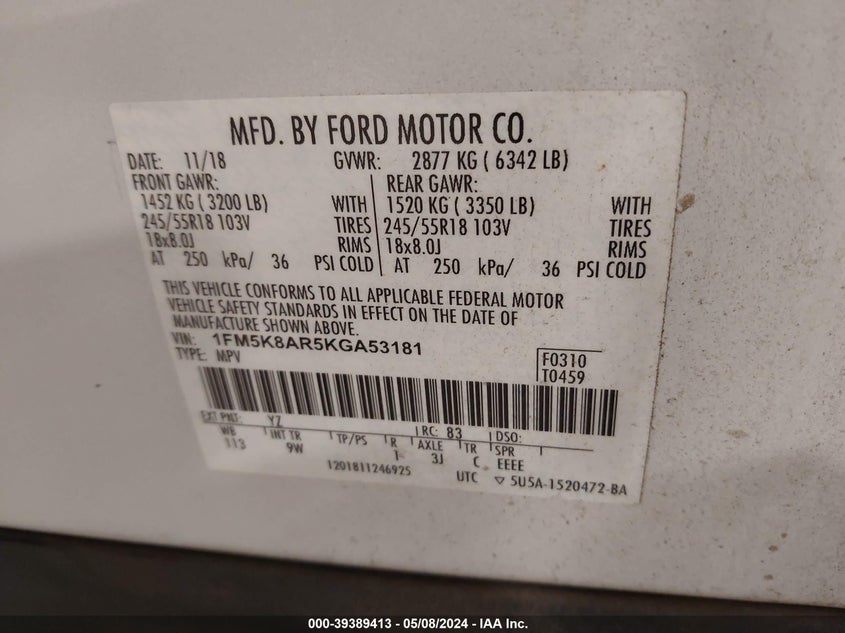 MFD. BY FORD MOTOR CO.
DATE: 11/18 GVWR: 2877 KG ( 6342 LB)
FRONT GAWR: REAR GAWR:
1452 KG ( 3200 LB) WITH 1520 KG ( 3350 LB) WITH
245/55R18 103V TIRES 245/55R18 103V TIRES
18x8.0J RIMS 18x8.0J RIMS
AT 250 kPa/ 36 PSI COLD AT 250 kPa/ 36 PSI COLD
THIS VEHICLE CONFORMS TO ALL APPLICABLE FEDERAL MOTOR
VEHICLE SAFETY STANDARDS IN EFFECT ON THE DATE OF
MANUFACTURE SHOWN ABOVE.
VIN: 1FM5K8AR5KGA53181
TYPE: MPV
F0310
T0459
EXT PNT: YZ RC: 83 DSO:
WB INT TR TP/PS R AXLE TR SPR
113 9W 1 3J C EEEE
1201811246925 UTC ▽ 5U5A-1520472-BA
000-39389413 - 05/08/2024 - IAA Inc.